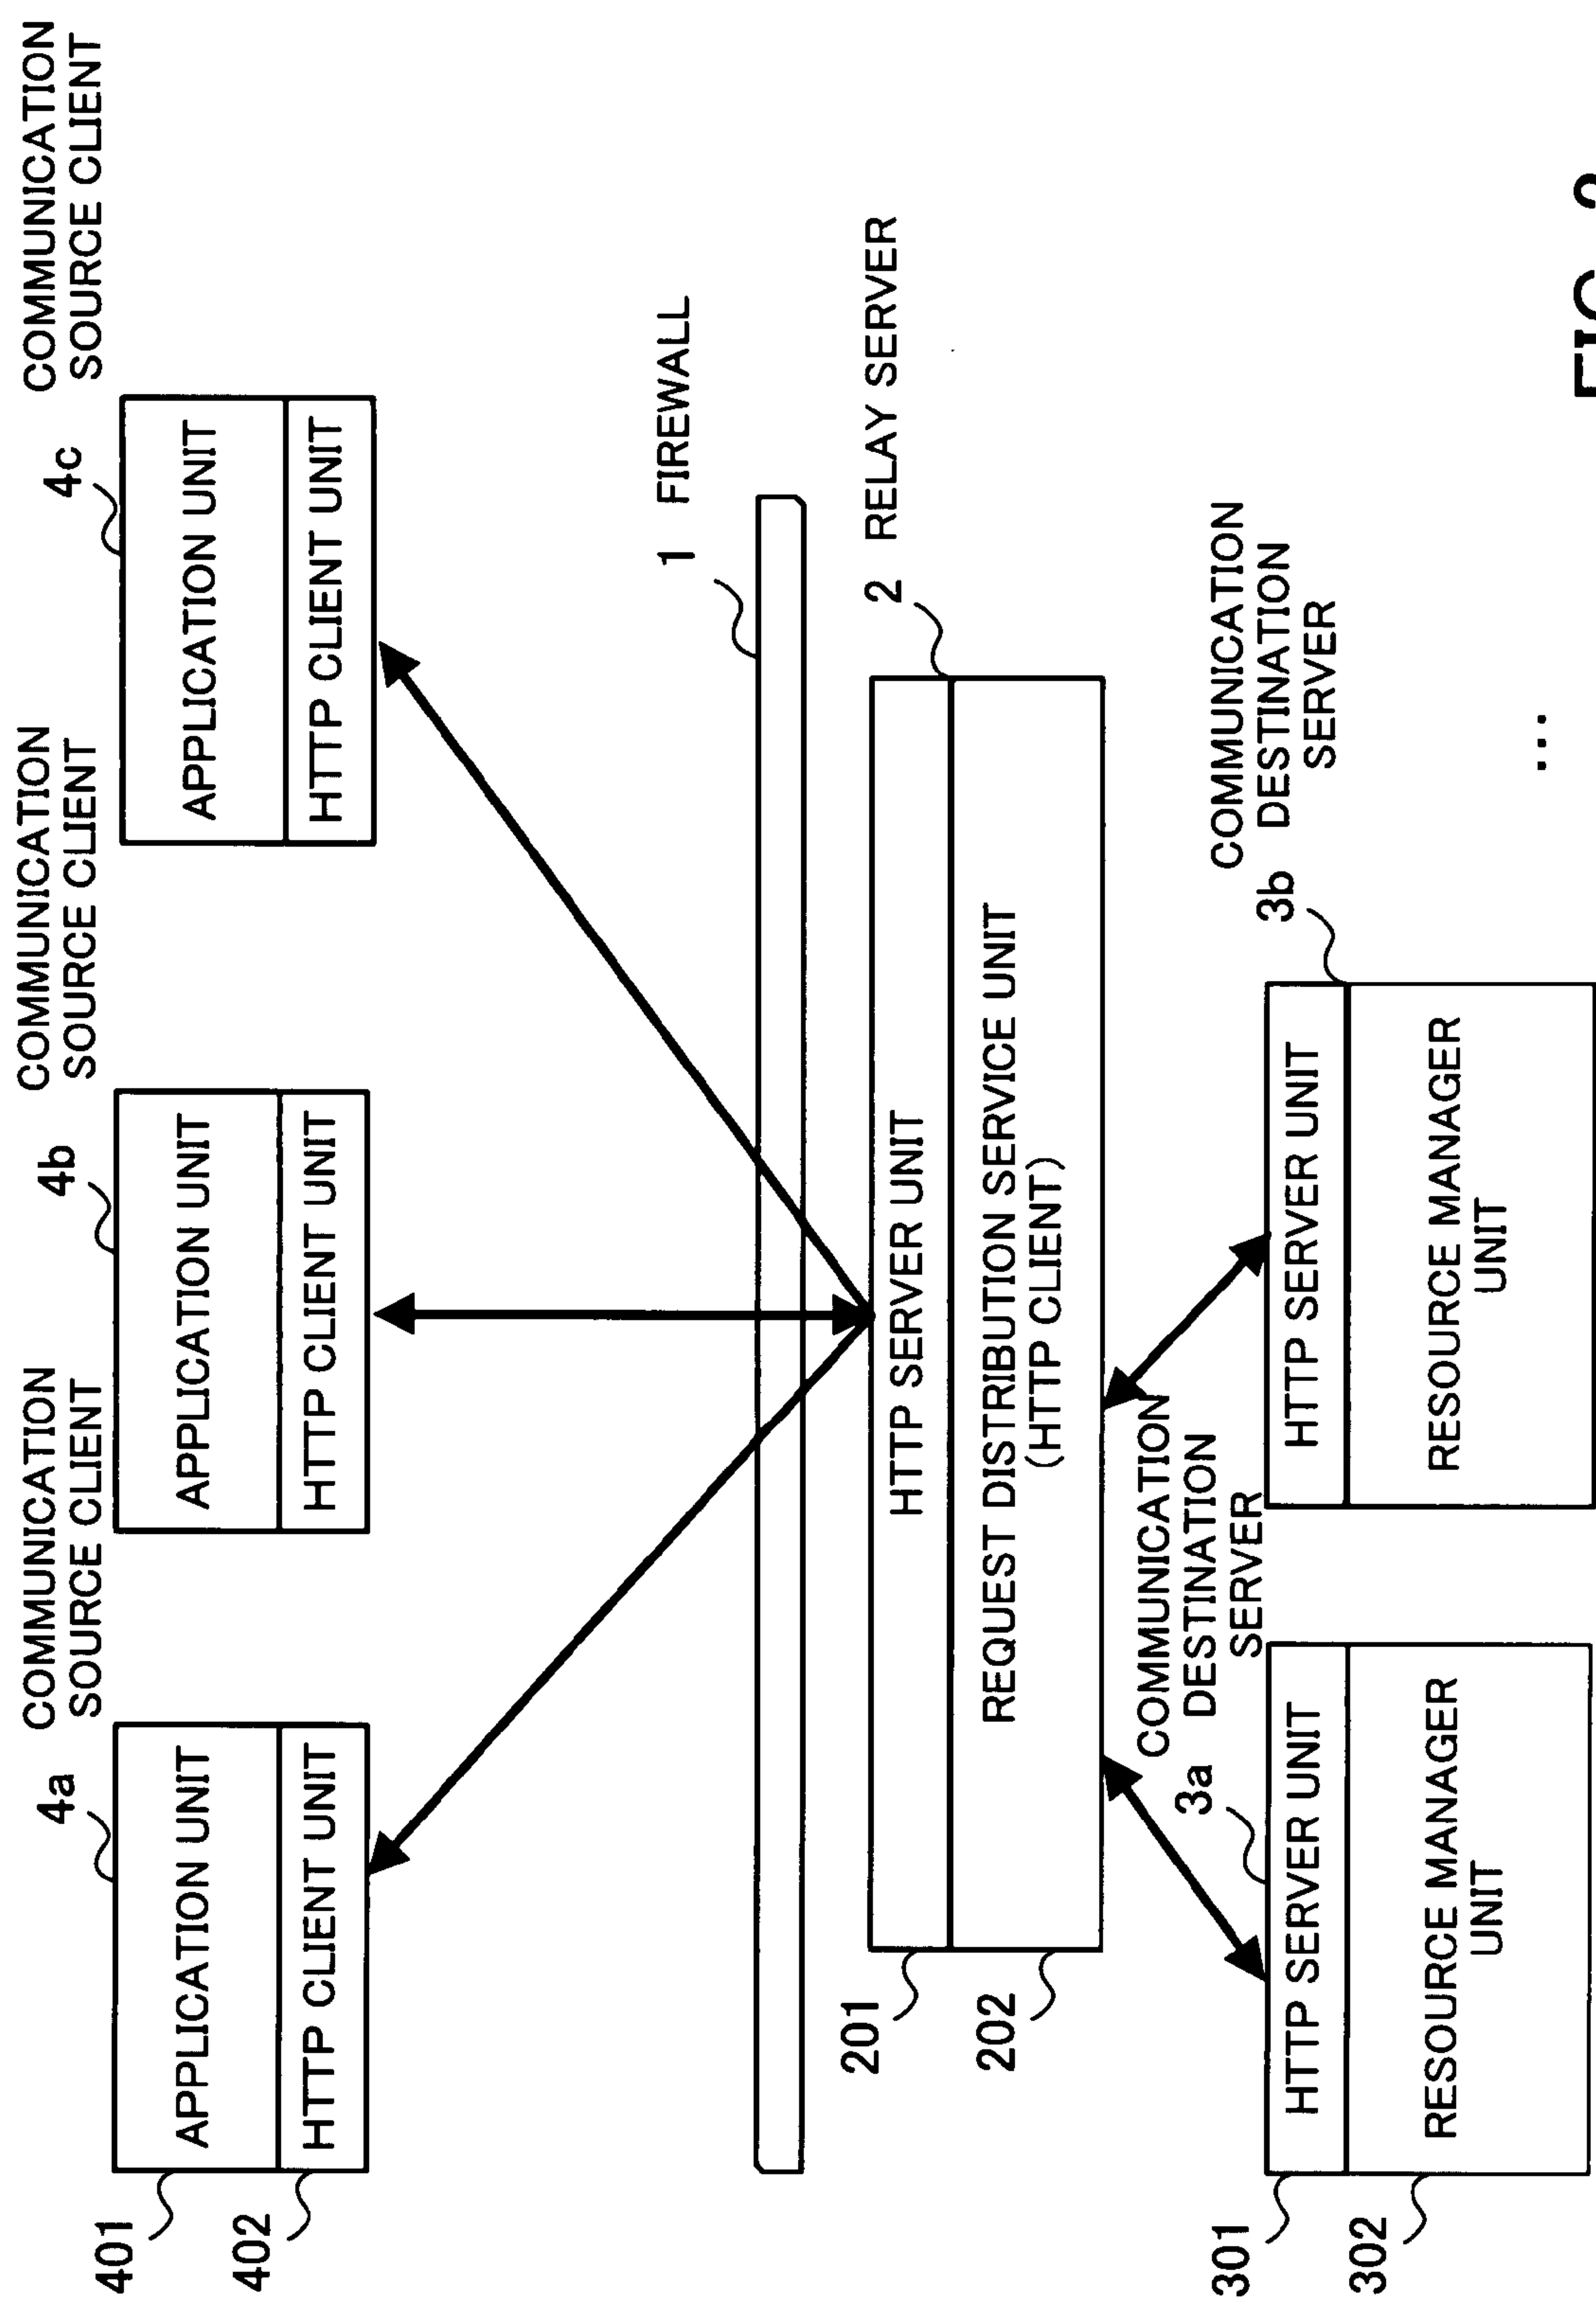 COMMUNICATION
SOURCE CLIENT
4a
401
APPLICATION UNIT
402
HTTP CLIENT UNIT
COMMUNICATION
SOURCE CLIENT
4b
APPLICATION UNIT
HTTP CLIENT UNIT
COMMUNICATION
SOURCE CLIENT
4c
APPLICATION UNIT
HTTP CLIENT UNIT
1 FIREWALL
2 RELAY SERVER
201
HTTP SERVER UNIT
202
REQUEST DISTRIBUTION SERVICE UNIT
(HTTP CLIENT)
COMMUNICATION
DESTINATION
SERVER
3a
301
HTTP SERVER UNIT
302
RESOURCE MANAGER
UNIT
COMMUNICATION
DESTINATION
SERVER
3b
HTTP SERVER UNIT
RESOURCE MANAGER
UNIT
...